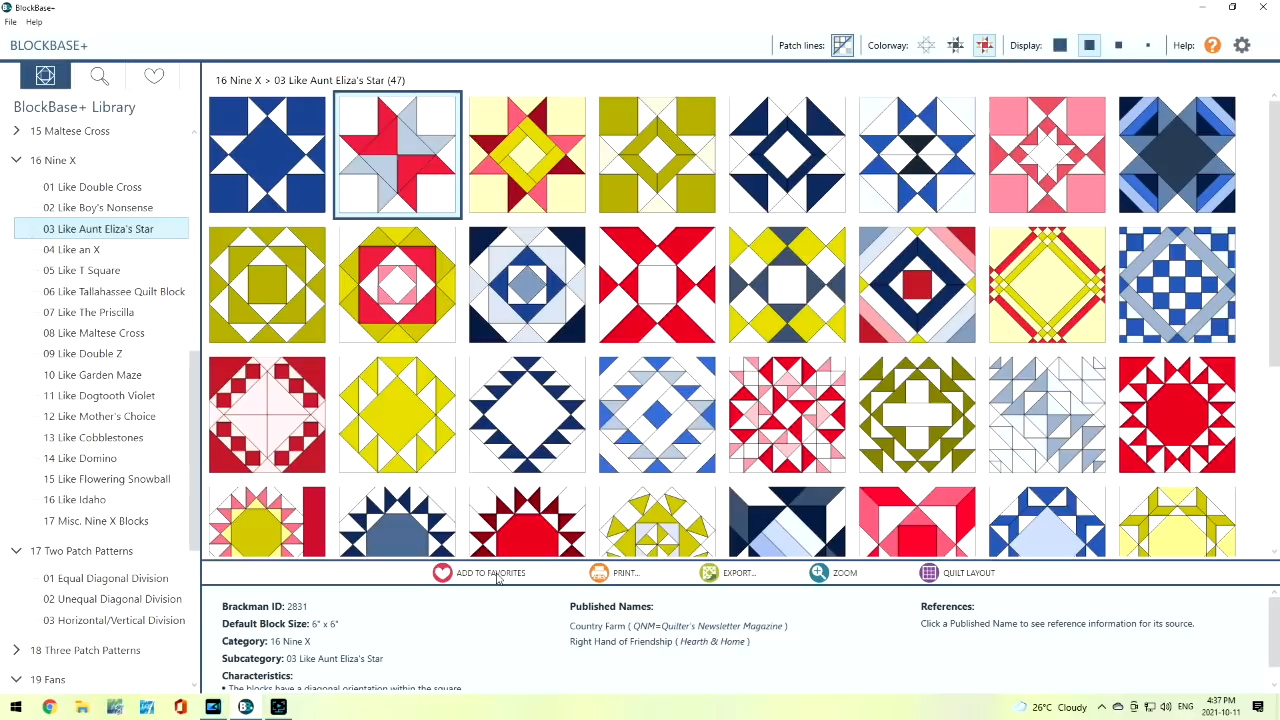 BlockBase+
File Help
BLOCKBASE+
Patch lines:
Colorway:
Display:
Help:
BlockBase+ Library
15 Maltese Cross
16 Nine X
01 Like Double Cross
02 Like Boy's Nonsense
03 Like Aunt Eliza's Star
04 Like an X
05 Like T Square
06 Like Tallahassee Quilt Block
07 Like The Priscilla
08 Like Maltese Cross
09 Like Double Z
10 Like Garden Maze
11 Like Dogtooth Violet
12 Like Mother's Choice
13 Like Cobblestones
14 Like Domino
15 Like Flowering Snowball
16 Like Idaho
17 Misc. Nine X Blocks
17 Two Patch Patterns
01 Equal Diagonal Division
02 Unequal Diagonal Division
03 Horizontal/Vertical Division
18 Three Patch Patterns
19 Fans
16 Nine X > 03 Like Aunt Eliza's Star (47)
ADD TO FAVORITES
PRINT...
EXPORT...
ZOOM
QUILT LAYOUT
Brackman ID: 2831
Default Block Size: 6" x 6"
Category: 16 Nine X
Subcategory: 03 Like Aunt Eliza's Star
Characteristics:
• The blocks have a diagonal orientation within the square
Published Names:
Country Farm ( QNM=Quilter's Newsletter Magazine )
Right Hand of Friendship ( Hearth & Home )
References:
Click a Published Name to see reference information for its source.
26°C Cloudy
ENG
4:37 PM
2021-10-11